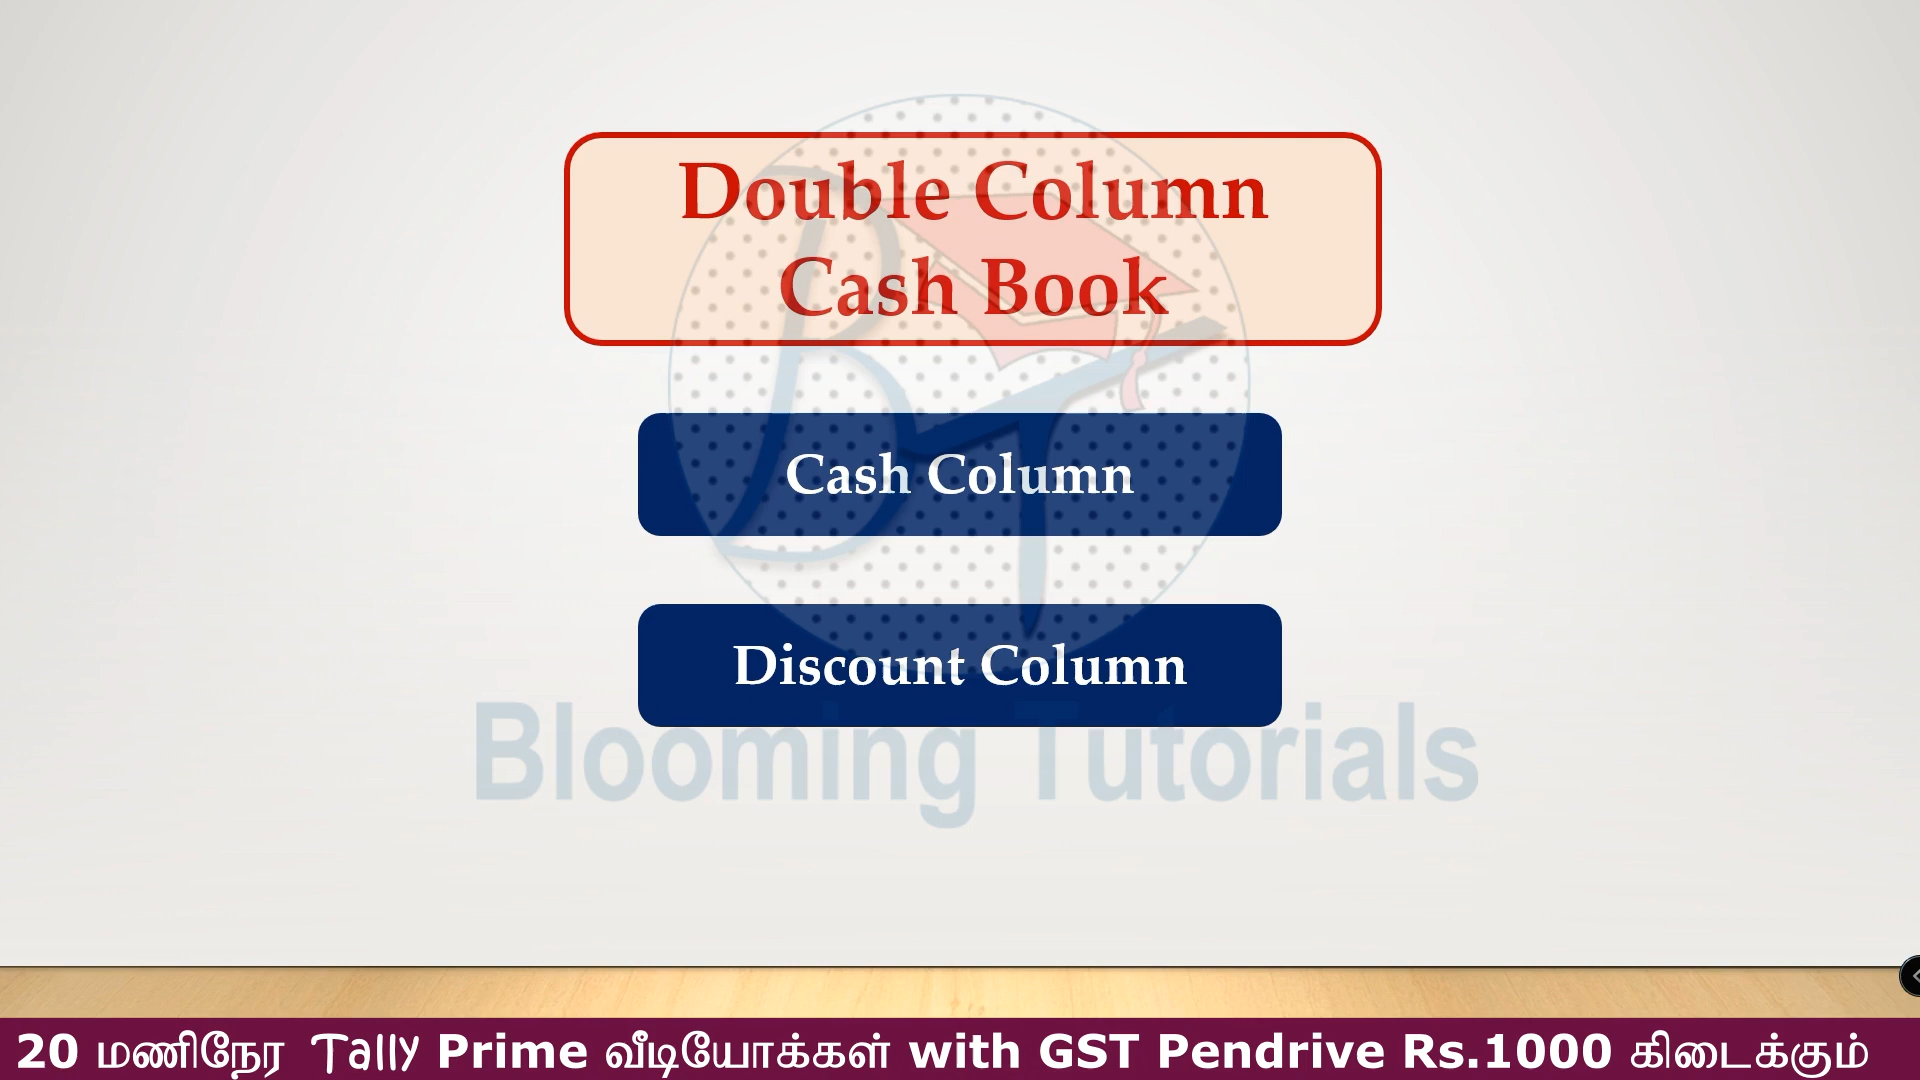 Double Column
Cash Book
Cash Column
Discount Column
Blooming Tutorials
20 மணிநேர Tally Prime வீடியோக்கள் with GST Pendrive Rs.1000 கிடைக்கும்